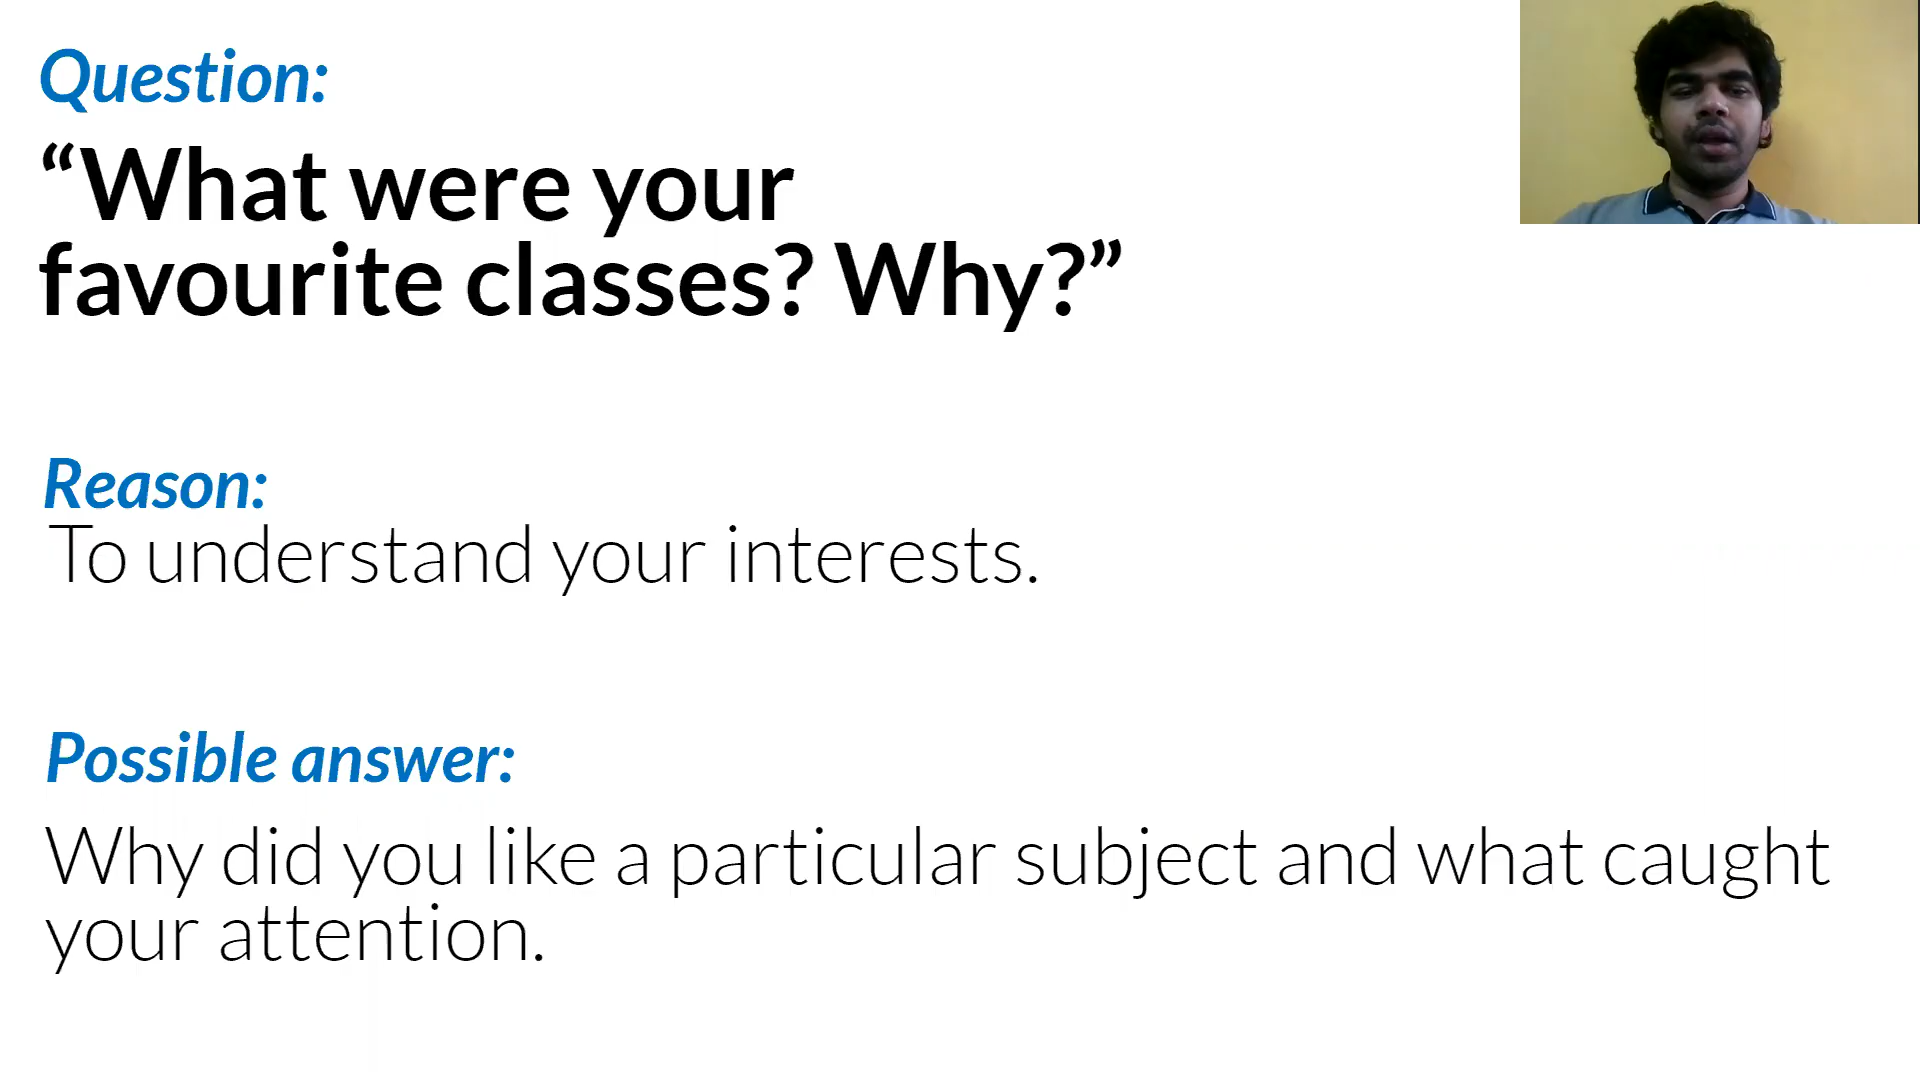 Question:
“What were your
favourite classes? Why?”
Reason:
To understand your interests.
Possible answer:
Why did you like a particular subject and what caught
your attention.